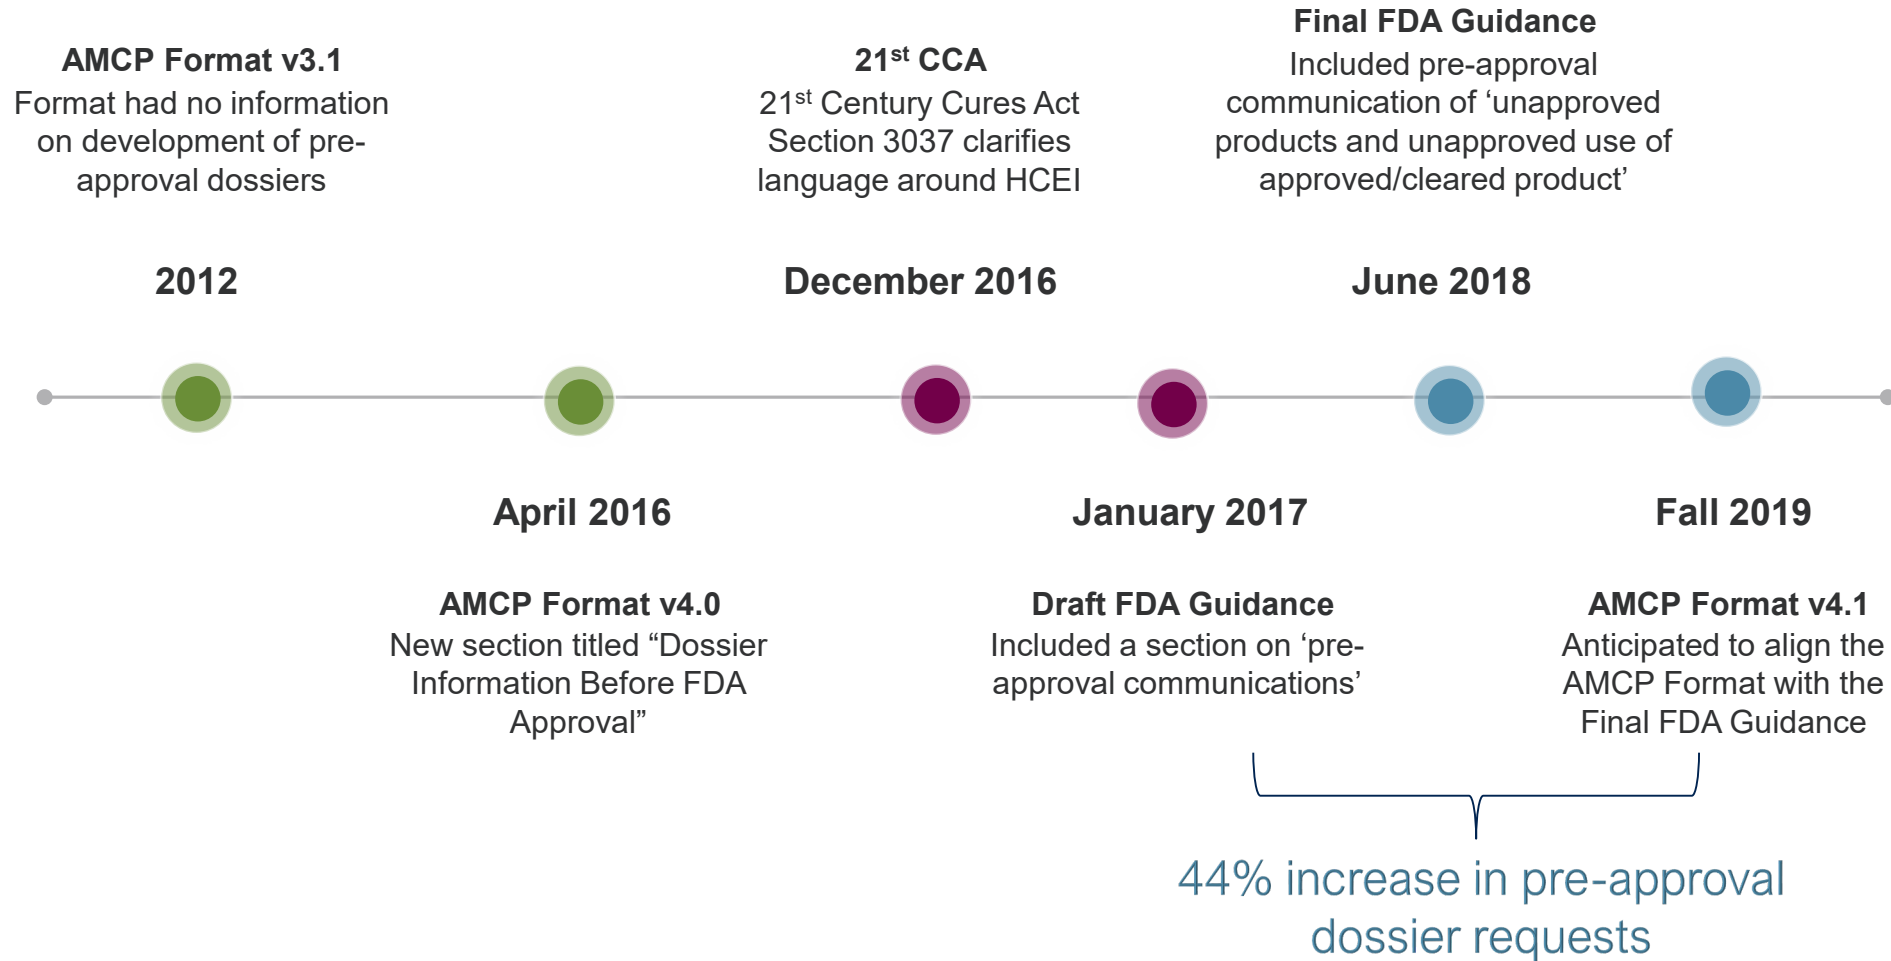 AMCP Format v3.1
Format had no information
on development of pre-
approval dossiers
2012
April 2016
AMCP Format v4.0
New section titled “Dossier
Information Before FDA
Approval”
21st CCA
21st Century Cures Act
Section 3037 clarifies
language around HCEI
December 2016
January 2017
Draft FDA Guidance
Included a section on ‘pre-
approval communications’
Final FDA Guidance
Included pre-approval
communication of ‘unapproved
products and unapproved use of
approved/cleared product’
June 2018
Fall 2019
AMCP Format v4.1
Anticipated to align the
AMCP Format with the
Final FDA Guidance
44% increase in pre-approval
dossier requests